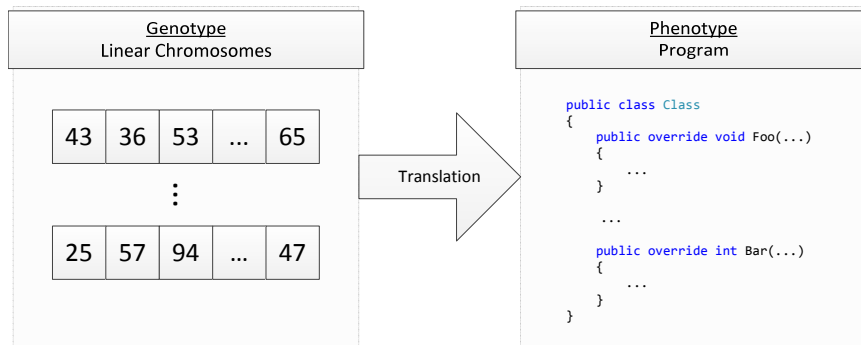 Genotype
Linear Chromosomes
43 36 53 ... 65
⋮
25 57 94 ... 47
Translation
Phenotype
Program
public class Class
{
    public override void Foo(...)
    {
        ...
    }
    ...
    public override int Bar(...)
    {
        ...
    }
}